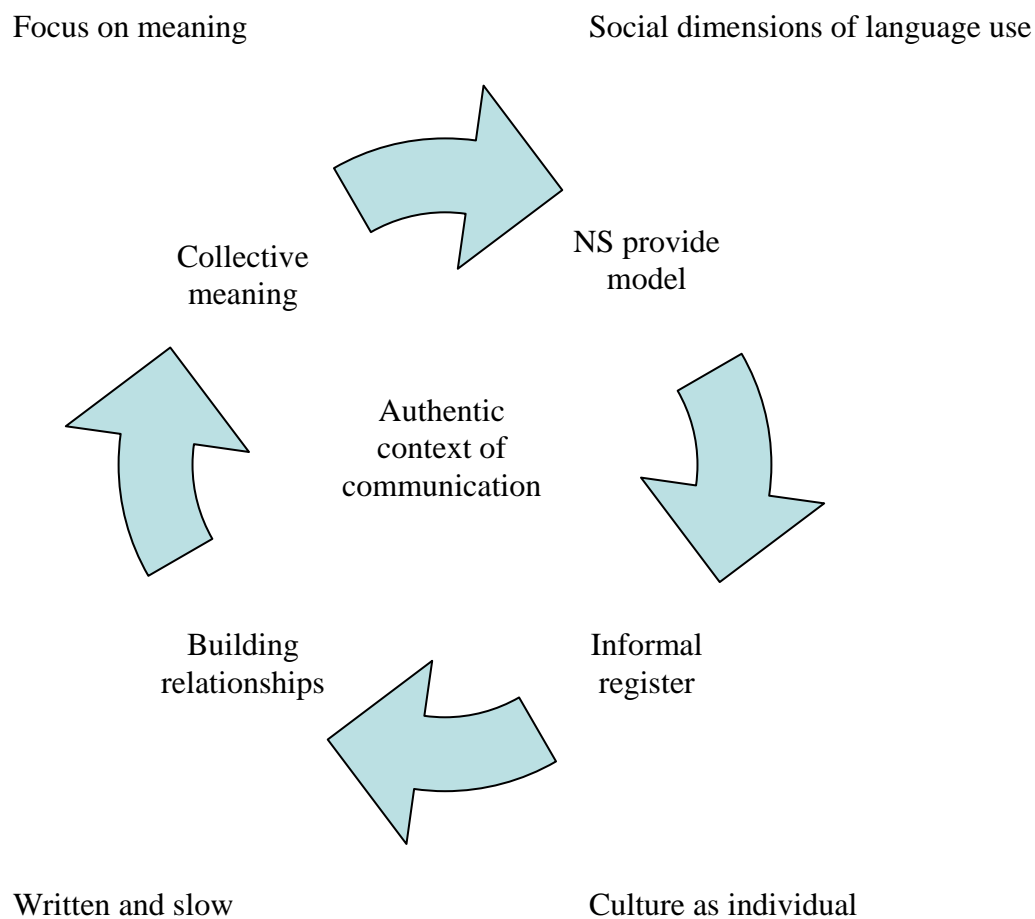 Focus on meaning
Social dimensions of language use
Collective
meaning
NS provide
model
Authentic
context of
communication
Building
relationships
Informal
register
Written and slow
Culture as individual